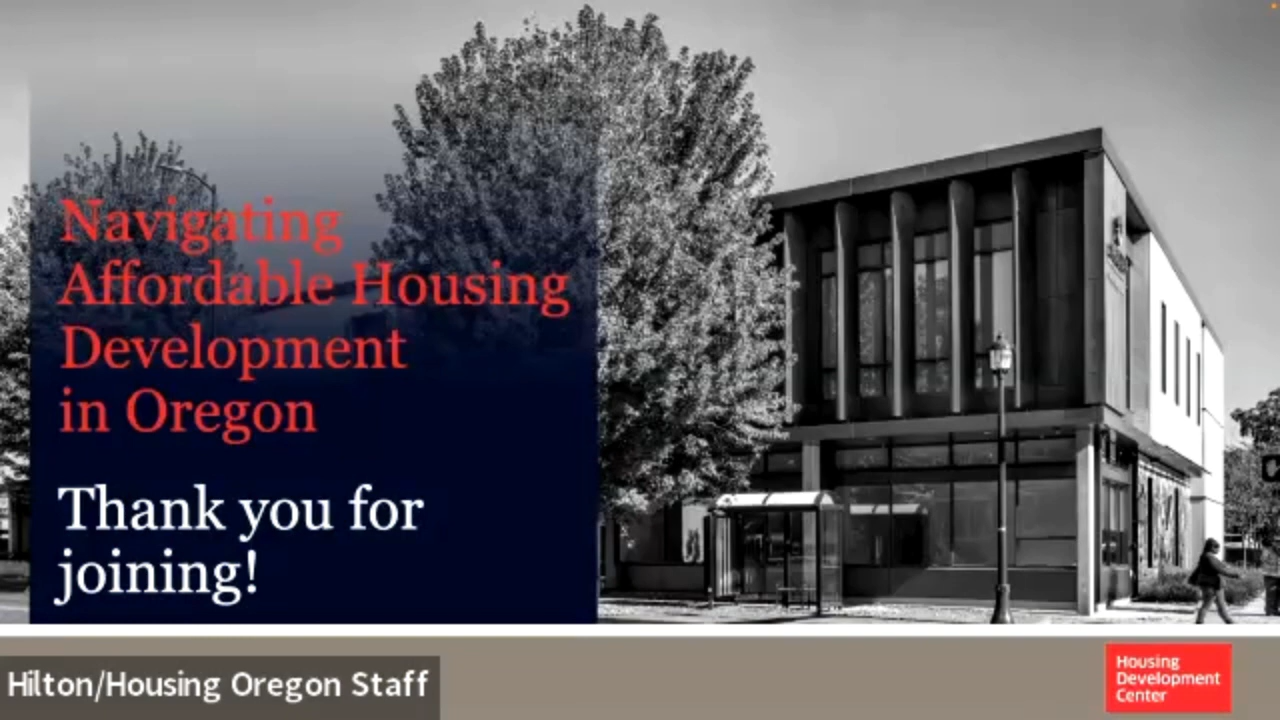 Navigating
Affordable Housing
Development
in Oregon
Thank you for
joining!
Hilton/Housing Oregon Staff
Housing
Development
Center